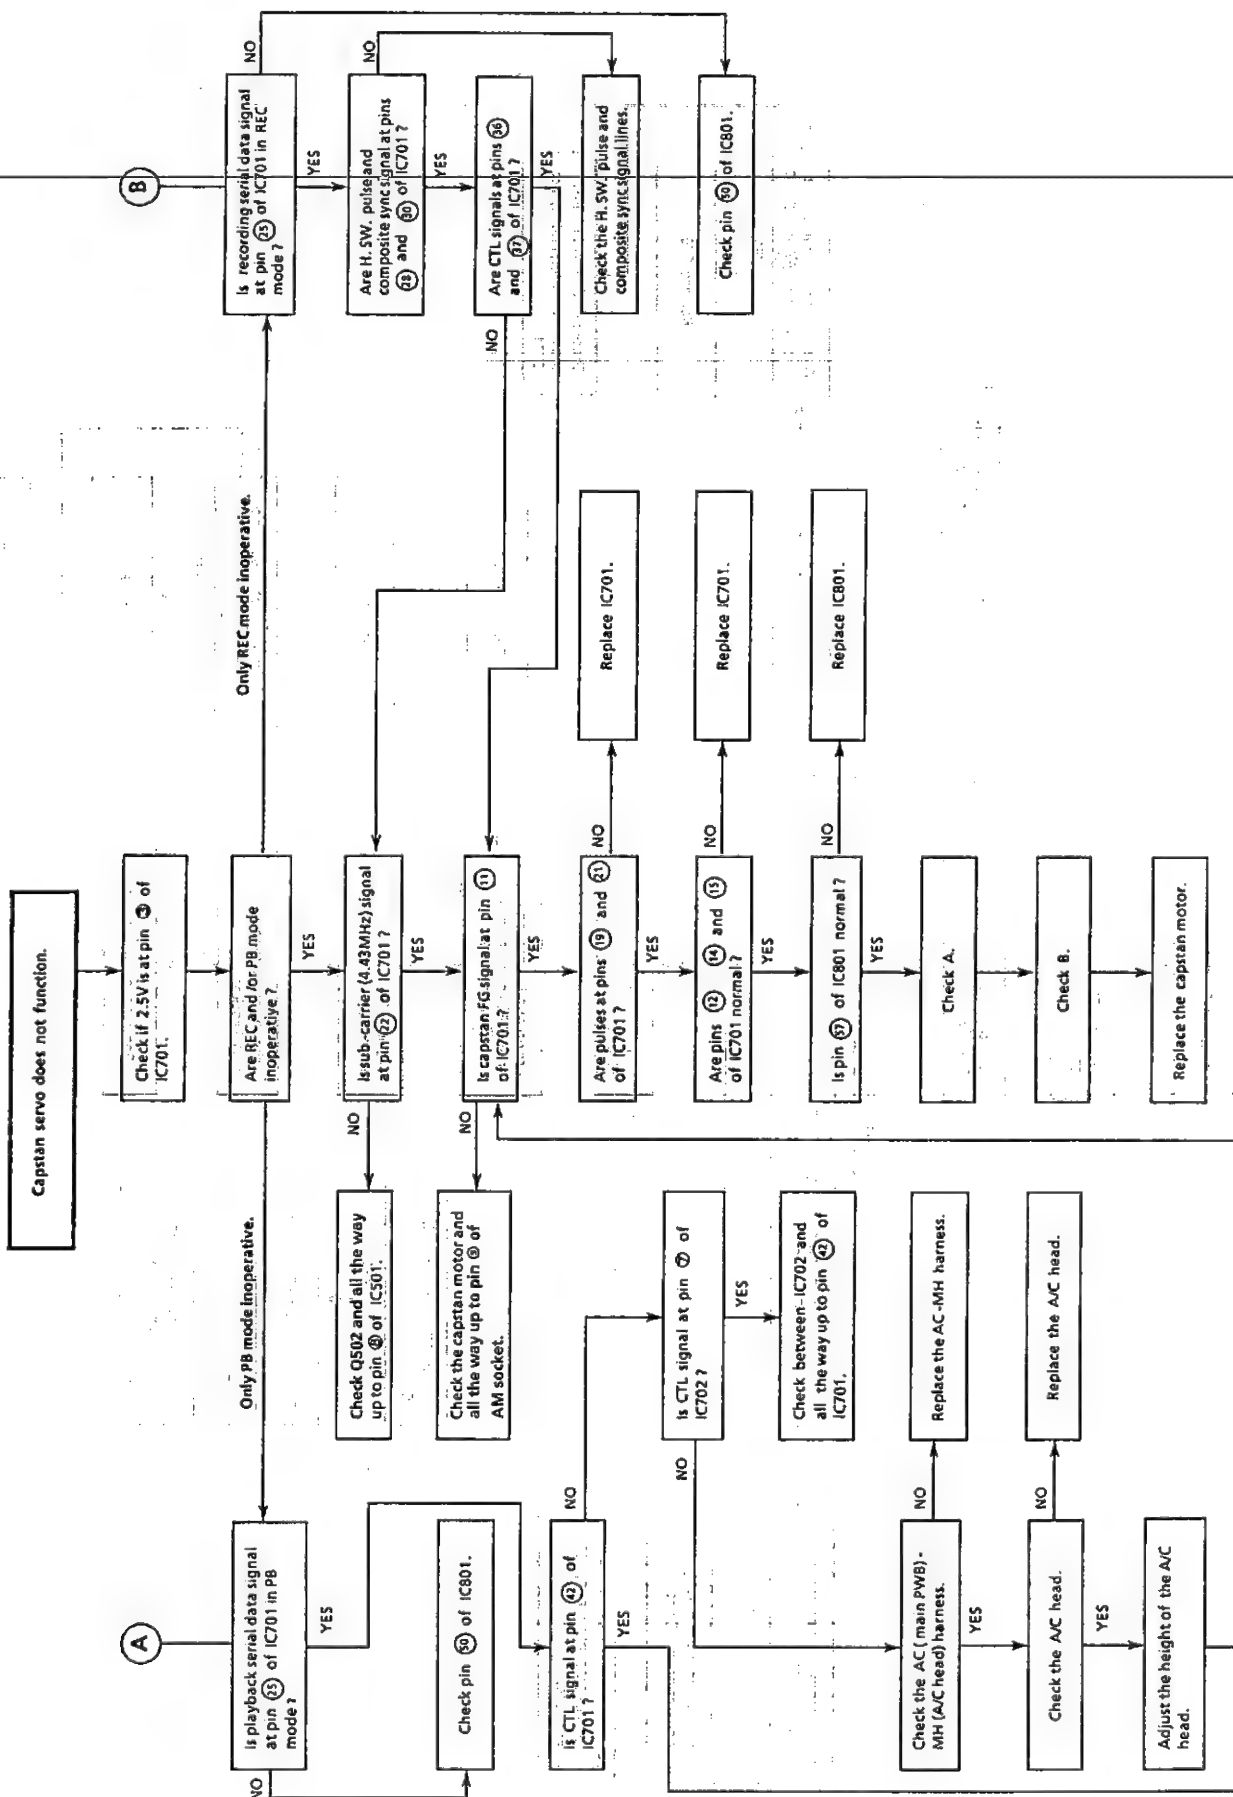 Capstan servo does not function.
Check if 2.5V is at pin ③ of
IC701.
Are REC and /or PB mode
inoperative ?
Only PB mode inoperative.
Only REC mode inoperative.
YES
Is sub-carrier (4.43MHz) signal
at pin ㉒ of IC701 ?
NO
Check Q502 and all the way
up to pin ⑧ of IC501.
YES
Is capstan FG signal at pin ⑪
of IC701 ?
NO
Check the capstan motor and
all the way up to pin of
AM socket.
YES
Are pulses at pins ⑲ and ㉑
of IC701 ?
NO
Replace IC701.
YES
Are pins ⑫ ⑭ and ⑮
of IC701 normal ?
NO
Replace IC701.
YES
Is pin 57 of IC801 normal ?
NO
Replace IC801.
YES
Check A.
Check B.
Replace the capstan motor.
A
Is playback serial data signal
at pin ㉕ of IC701 in PB
mode ?
NO
Check pin ㊿ of IC801.
YES
Is CTL signal at pin ㊷ of
IC701 ?
YES
NO
Is CTL signal at pin ⑦ of
IC702 ?
YES
Check between IC702 and
all the way up to pin ㊷ of
IC701.
NO
Check the AC ( main PWB) -
MH (A/C head) harness.
NO
Replace the AC -MH harness.
YES
Check the A/C head.
NO
Replace the A/C head.
YES
Adjust the height of the A/C
head.
B
Is recording serial data signal
at pin ㉕ of IC701 in REC
mode ?
NO
YES
Are H. SW. pulse and
composite sync signal at pins
㉘ and ㉚ of IC701 ?
NO
YES
Are CTL signals at pins ㊱
and ㊲ of IC701 ?
NO
YES
Check the H. SW. pulse and
composite sync signal lines.
Check pin ㊿ of IC801.